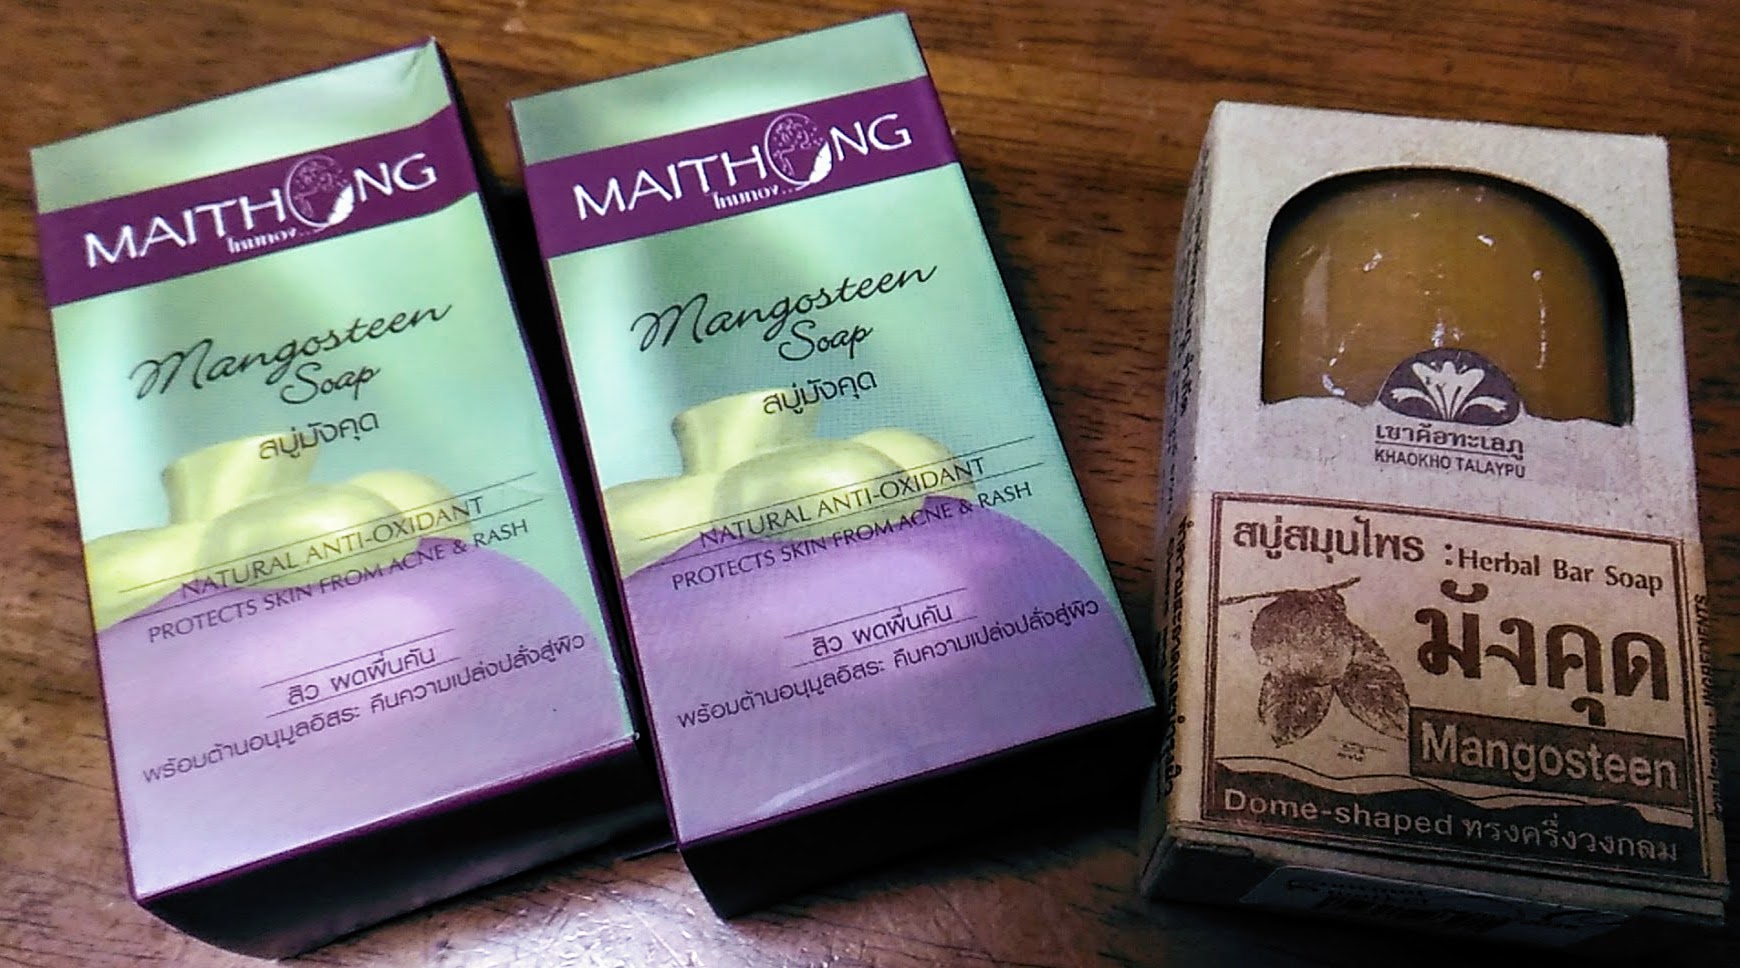 MAITHONG
ไหมทอง...
Mangosteen
Soap
สบู่มังคุด
NATURAL ANTI-OXIDANT
PROTECTS SKIN FROM ACNE & RASH
สิว ผดผื่นคัน
พร้อมต้านอนุมูลอิสระ คืนความเปล่งปลั่งสู่ผิว
MAITHONG
ไหมทอง...
Mangosteen
Soap
สบู่มังคุด
NATURAL ANTI-OXIDANT
PROTECTS SKIN FROM ACNE & RASH
สิว ผดผื่นคัน
พร้อมต้านอนุมูลอิสระ คืนความเปล่งปลั่งสู่ผิว
เขาค้อทะเลภู
KHAOKHO TALAYPU
สบู่สมุนไพร : Herbal Bar Soap
มังคุด
Mangosteen
Dome-shaped ทรงครึ่งวงกลม
INGREDIENTS